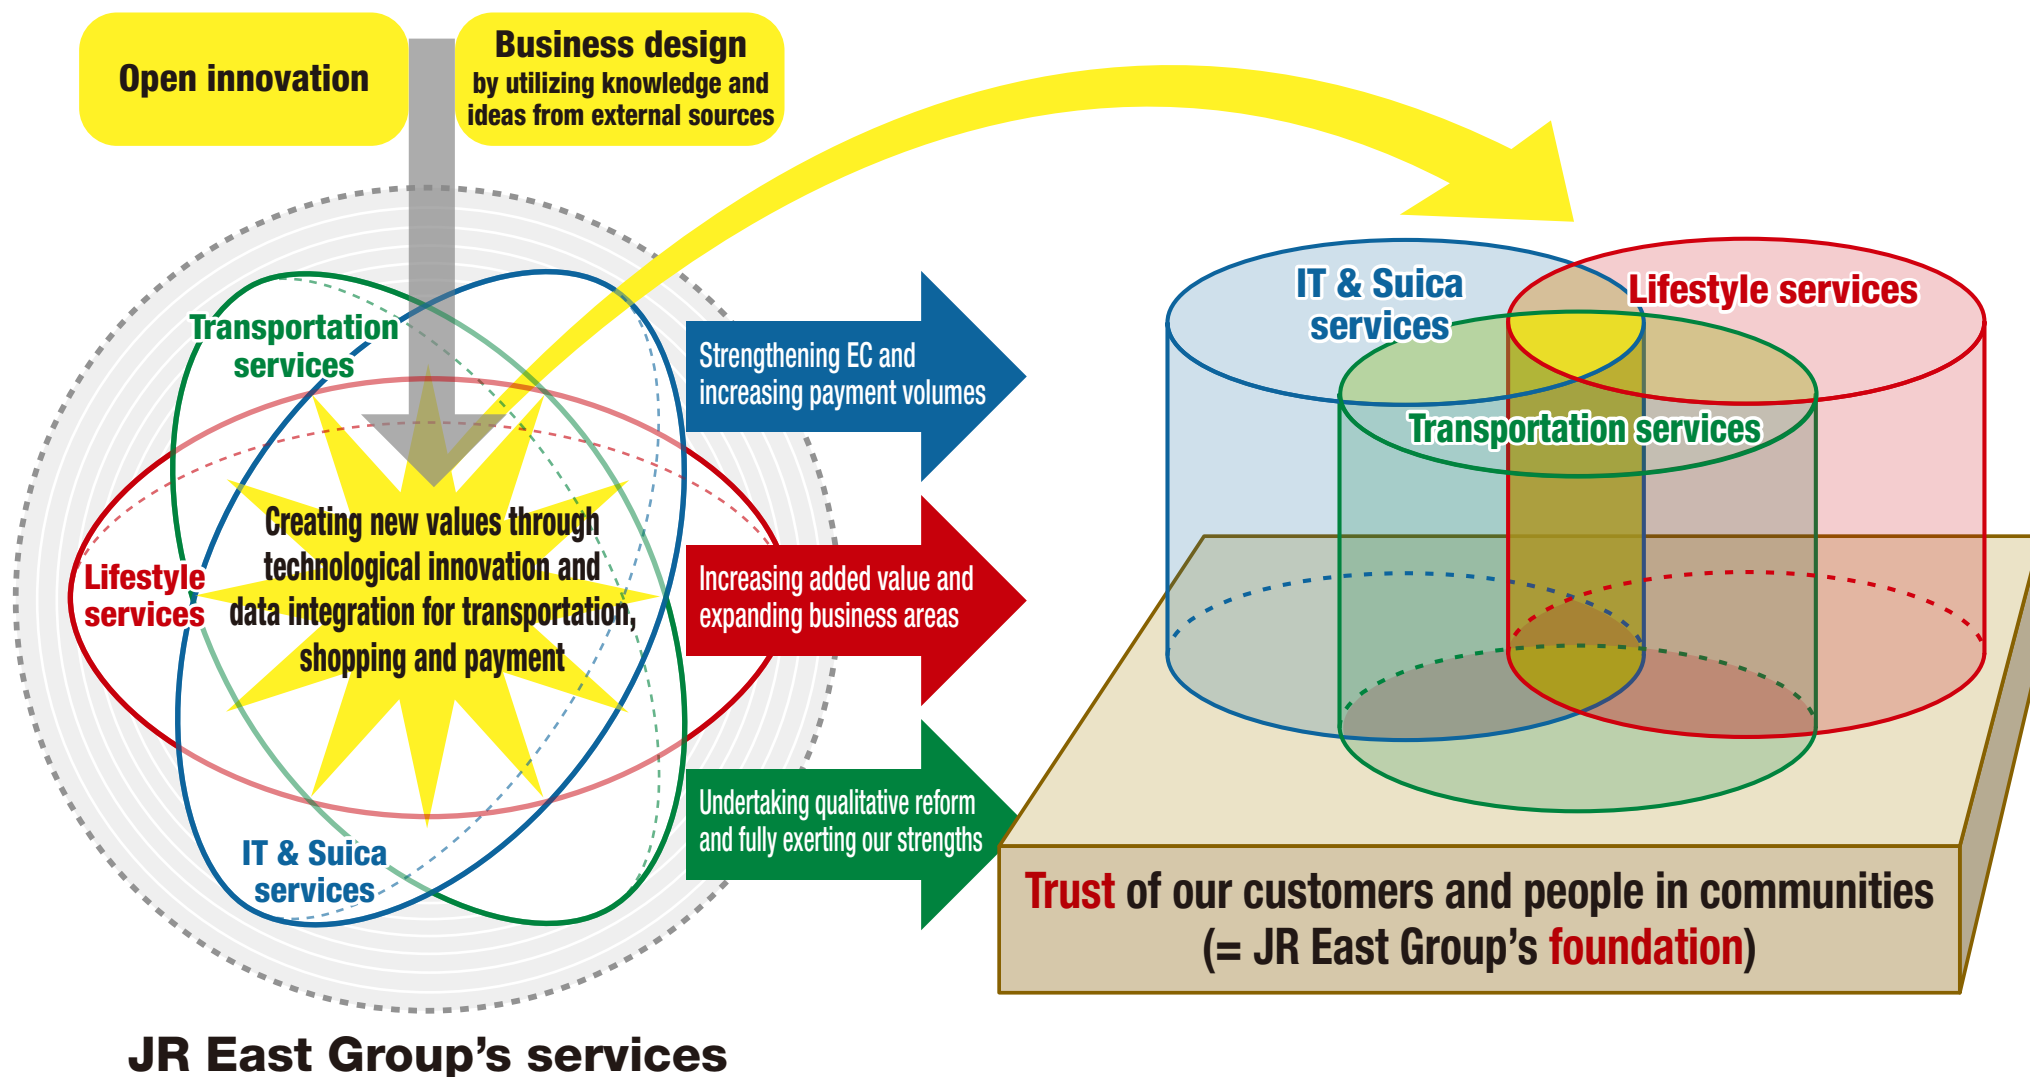 Open innovation
Business design
by utilizing knowledge and
ideas from external sources
Transportation
services
Lifestyle
services
IT & Suica
services
Creating new values through
technological innovation and
data integration for transportation,
shopping and payment
Strengthening EC and
increasing payment volumes
Increasing added value and
expanding business areas
Undertaking qualitative reform
and fully exerting our strengths
IT & Suica
services
Lifestyle services
Transportation services
Trust of our customers and people in communities
(= JR East Group’s foundation)
JR East Group’s services